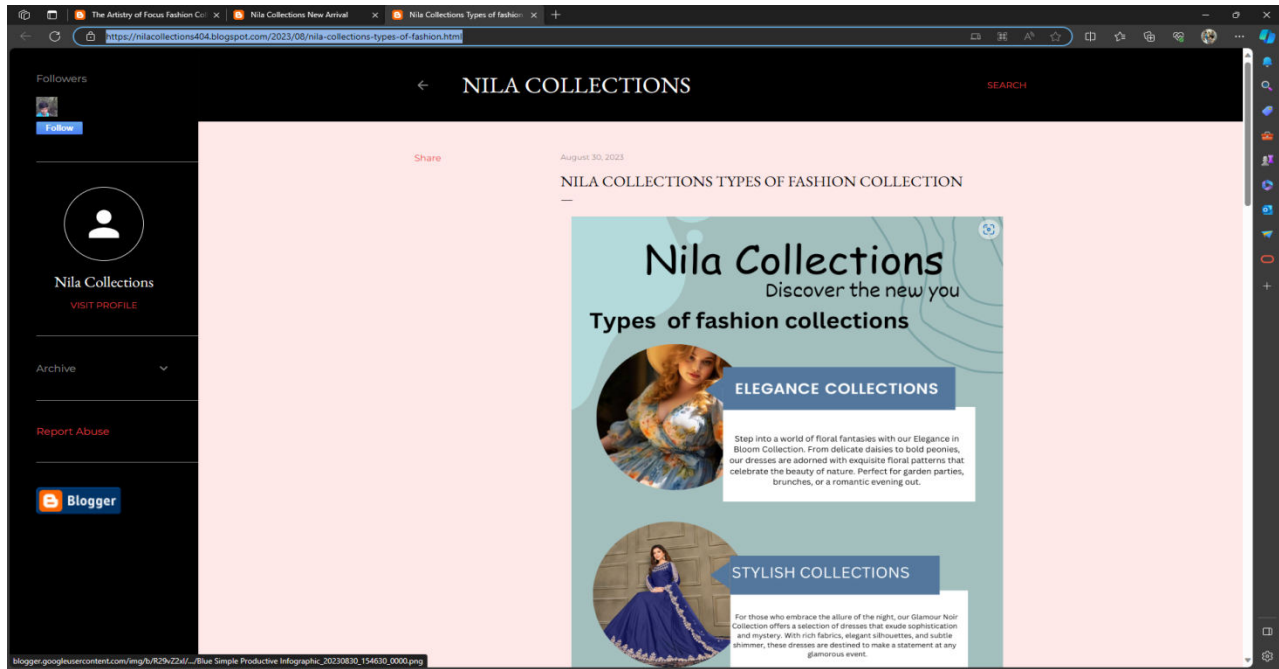 The Artistry of Focus Fashion Col
Nila Collections New Arrival
Nila Collections Types of fashion
https://nilacollections404.blogspot.com/2023/08/nila-collections-types-of-fashion.html
Followers
Follow
NILA COLLECTIONS
SEARCH
Share
August 30, 2023
NILA COLLECTIONS TYPES OF FASHION COLLECTION
Nila Collections
VISIT PROFILE
Archive
Report Abuse
Blogger
Nila Collections
Discover the new you
Types of fashion collections
ELEGANCE COLLECTIONS
Step into a world of floral fantasies with our Elegance in
Bloom Collection. From delicate daisies to bold peonies,
our dresses are adorned with exquisite floral patterns that
celebrate the beauty of nature. Perfect for garden parties,
brunches, or a romantic evening out.
STYLISH COLLECTIONS
For those who embrace the allure of the night, our Glamour Noir
Collection offers a selection of dresses that exude sophistication
and mystery. With rich fabrics, elegant silhouettes, and subtle
shimmer, these dresses are destined to make a statement at any
glamorous event.
blogger.googleusercontent.com/img/b/R29vZ2xl/.../Blue Simple Productive Infographic_20230830_154630_0000.png